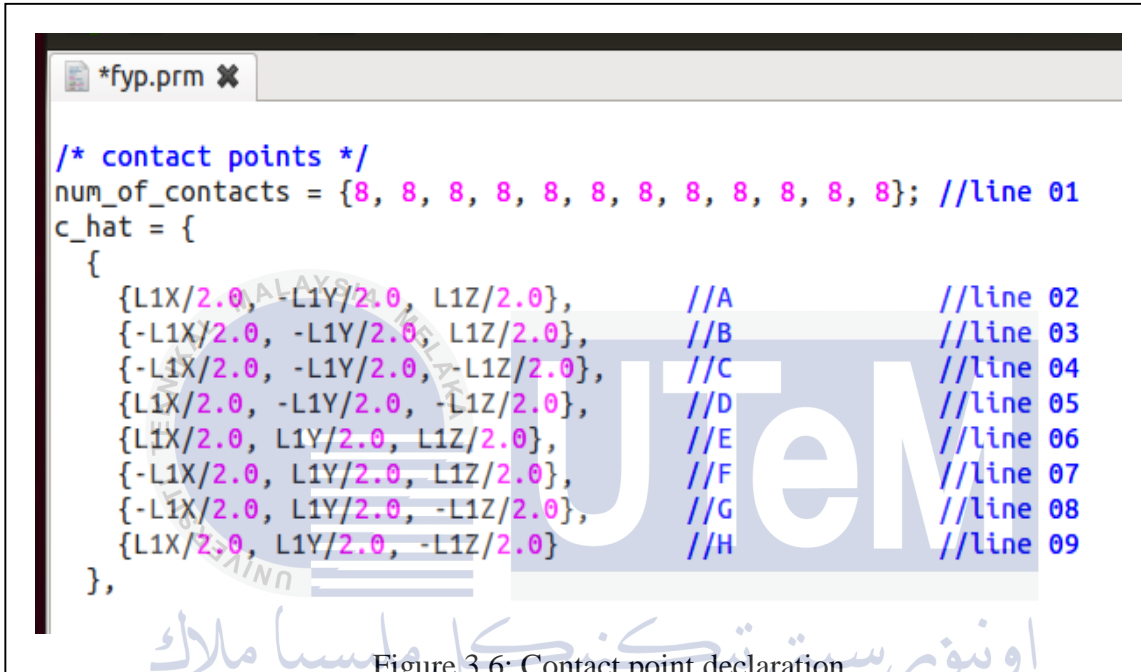 *fyp.prm ✖
/* contact points */
num_of_contacts = {8, 8, 8, 8, 8, 8, 8, 8, 8, 8, 8, 8}; //line 01
c_hat = {
{
{L1X/2.0, -L1Y/2.0, L1Z/2.0}, //A //line 02
{-L1X/2.0, -L1Y/2.0, L1Z/2.0}, //B //line 03
{-L1X/2.0, -L1Y/2.0, -L1Z/2.0}, //C //line 04
{L1X/2.0, -L1Y/2.0, -L1Z/2.0}, //D //line 05
{L1X/2.0, L1Y/2.0, L1Z/2.0}, //E //line 06
{-L1X/2.0, L1Y/2.0, L1Z/2.0}, //F //line 07
{-L1X/2.0, L1Y/2.0, -L1Z/2.0}, //G //line 08
{L1X/2.0, L1Y/2.0, -L1Z/2.0} //H //line 09
},
UTeM
اونيۏرسيتي تيكنيكل مليسيا ملاك
Figure 3.6: Contact point declaration